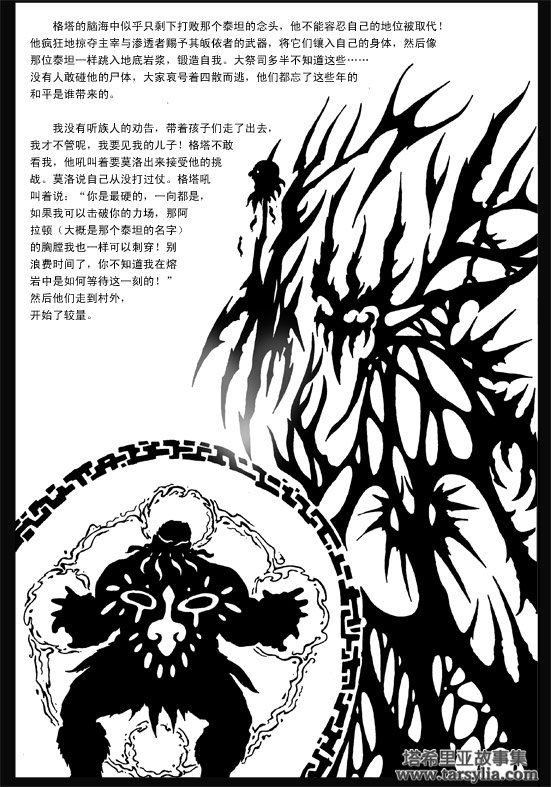 格塔的脑海中似乎只剩下打败那个泰坦的念头，他不能容忍自己的地位被取代！
他疯狂地掠夺主宰与渗透者赐予其皈依者的武器，将它们镶入自己的身体，然后像
那位泰坦一样跳入地底岩浆，锻造自我。大祭司多半不知道这些……
没有人敢碰他的尸体，大家哀号着四散而逃，他们都忘了这些年的
和平是谁带来的。
我没有听族人的劝告，带着孩子们走了出去，
我才不管呢，我要见我的儿子！格塔不敢
看我，他吼叫着要莫洛出来接受他的挑
战。莫洛说自己从没打过仗。格塔吼
叫着说：“你是最硬的，一向都是，
如果我可以击破你的力场，那阿
拉顿（大概是那个泰坦的名字）
的胸膛我也一样可以刺穿！别
浪费时间了，你不知道我在熔
岩中是如何等待这一刻的！”
然后他们走到村外，
开始了较量。
塔希里亚故事集
www.tarsylia.com